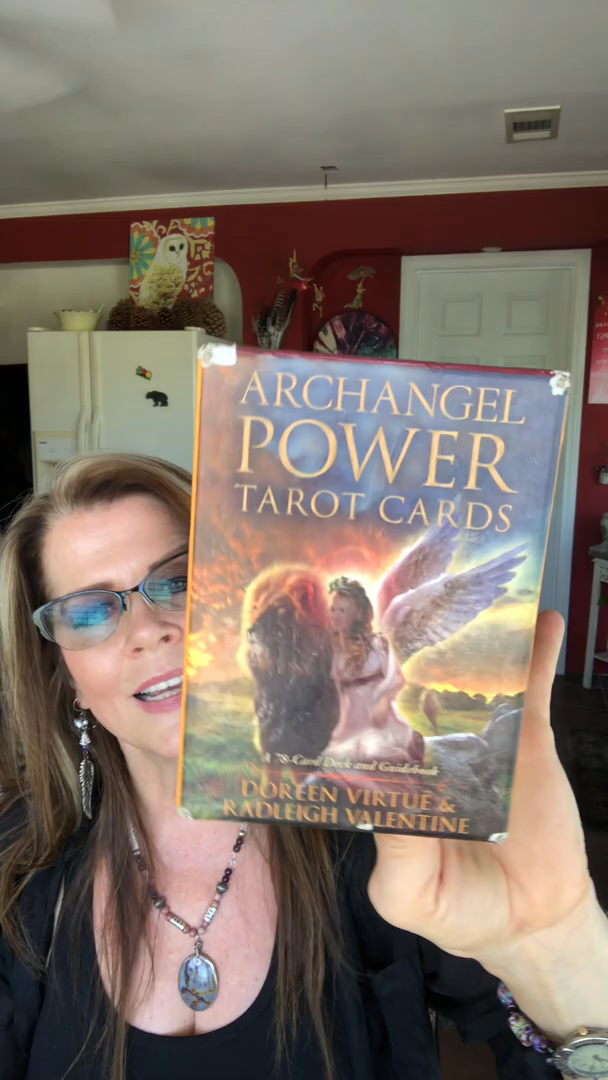 ARCHANGEL
POWER
TAROT CARDS
A 78-Card Deck and Guidebook
DOREEN VIRTUE &
RADLEIGH VALENTINE